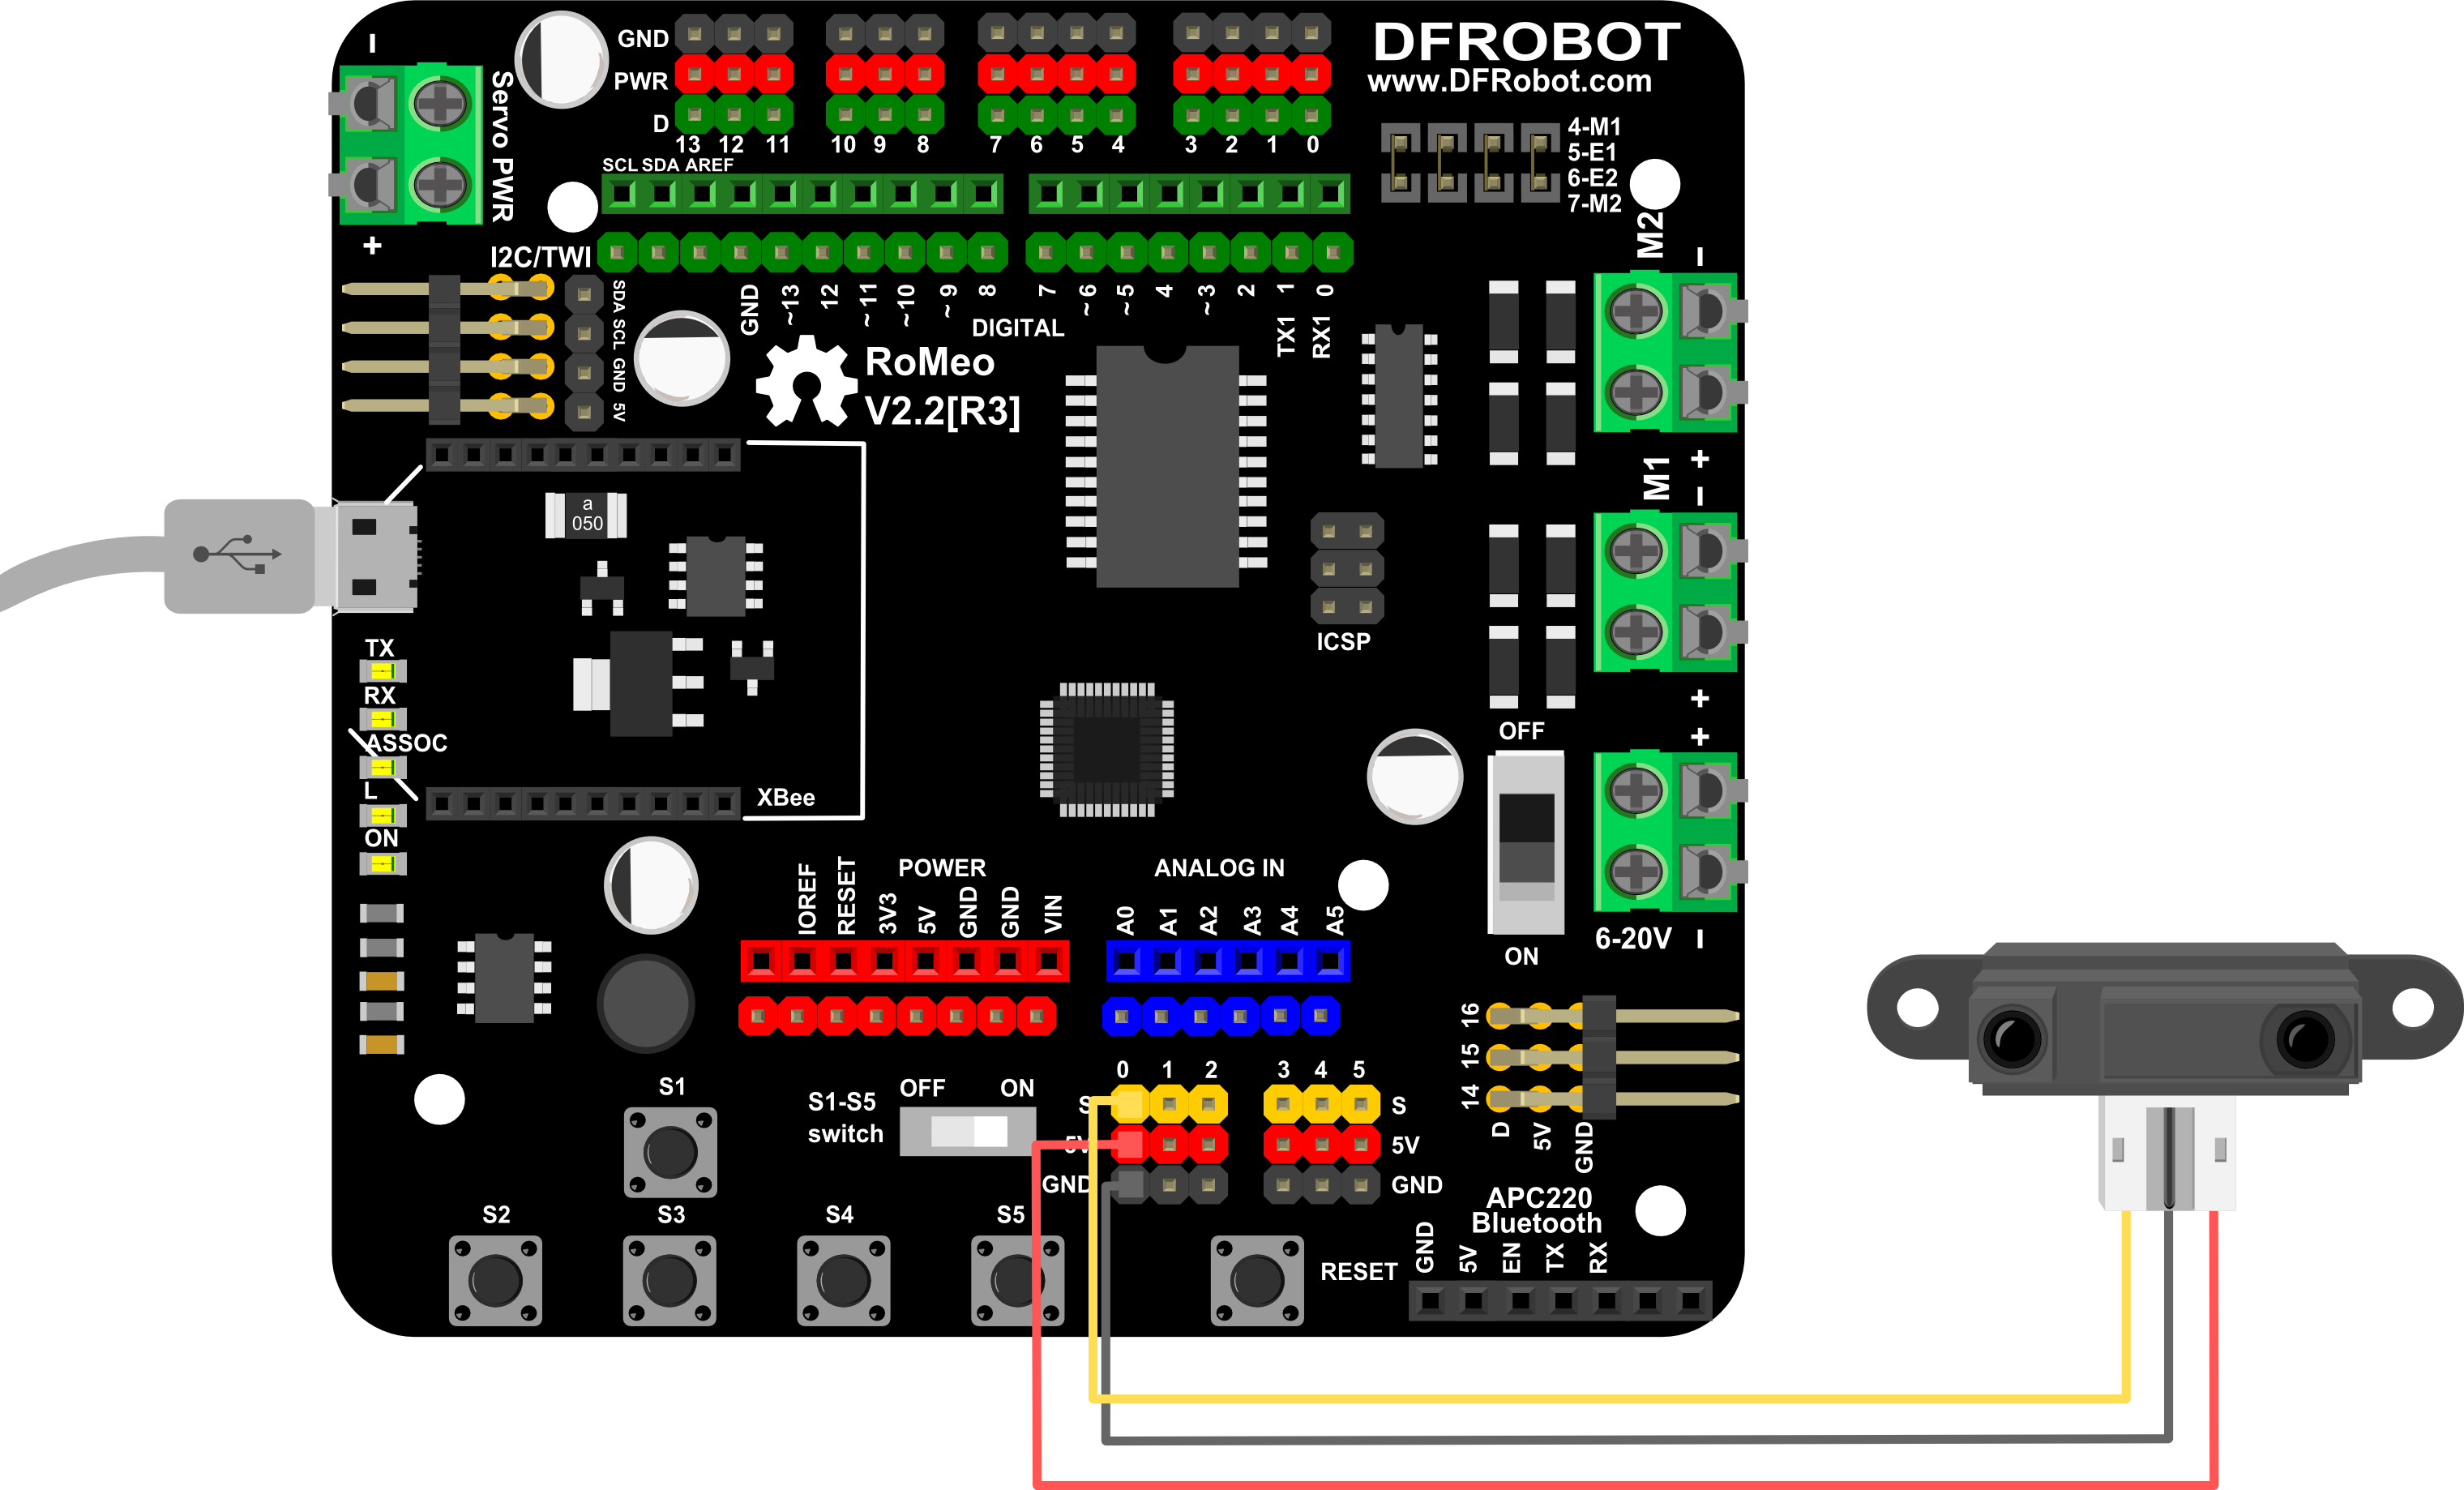 GND
PWR
D
13 12 11 10 9 8 7 6 5 4 3 2 1 0
DFROBOT
www.DFRobot.com
4-M1
5-E1
6-E2
7-M2
−
Servo PWR
+
SCL SDA AREF
I2C/TWI
SDA SCL GND 5V
GND ~13 12 ~11 ~10 ~9 8 7 ~6 ~5 4 ~3 2 1 0
TX1 RX1
DIGITAL
RoMeo
V2.2[R3]
M2
−
+
M1
−
+
a
050
ICSP
TX
RX
ASSOC
L
ON
XBee
OFF
ON
+
6-20V −
POWER
IOREF RESET 3V3 5V GND GND VIN
ANALOG IN
A0 A1 A2 A3 A4 A5
16
15
14
D 5V GND
0 1 2 3 4 5
S S
5V 5V
GND GND
S1-S5
switch
OFF ON
S1
S2 S3 S4 S5
RESET
APC220
Bluetooth
GND 5V EN TX RX